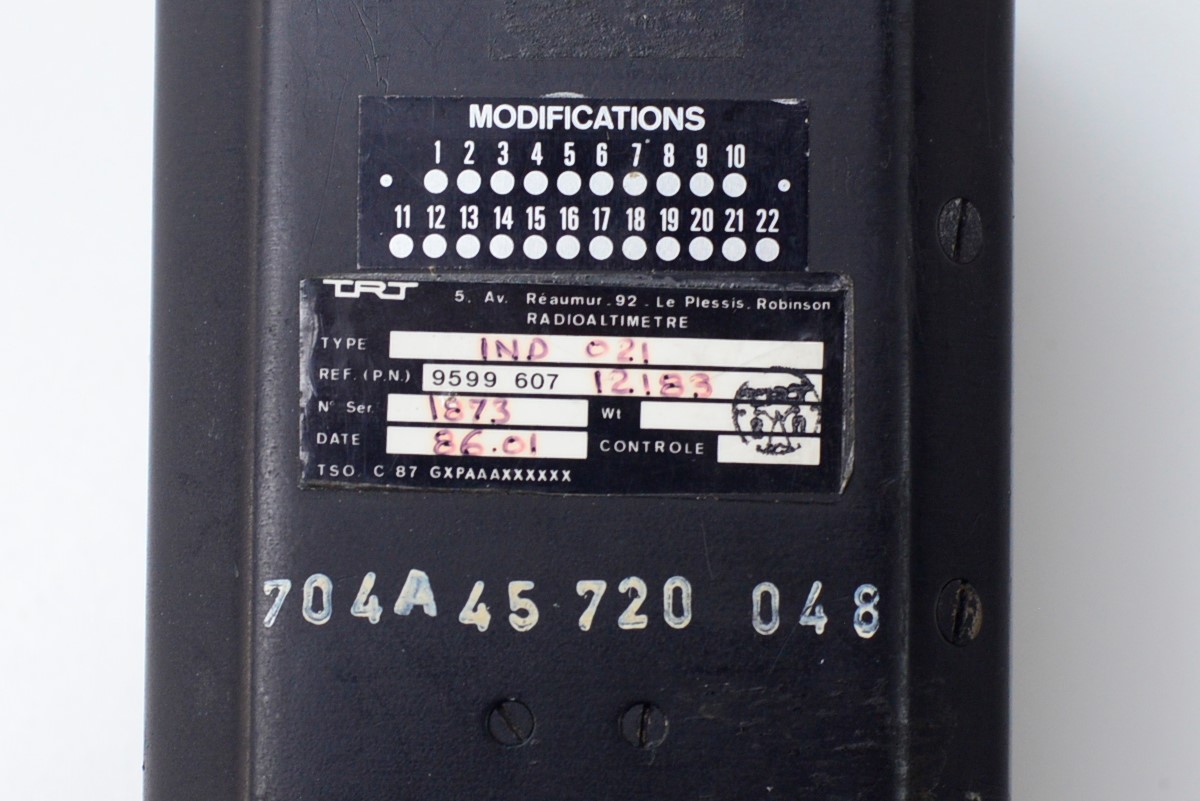 MODIFICATIONS
1 2 3 4 5 6 7 8 9 10
11 12 13 14 15 16 17 18 19 20 21 22
TRT 5. Av. Réaumur.92. Le Plessis. Robinson
RADIOALTIMETRE
TYPE IND 021
REF. (P.N.) 9599 607 12.183
N° Ser. 1873 Wt
DATE 86.01 CONTROLE
TSO. C 87 GXPAAAXXXXXX
704A 45 720 048